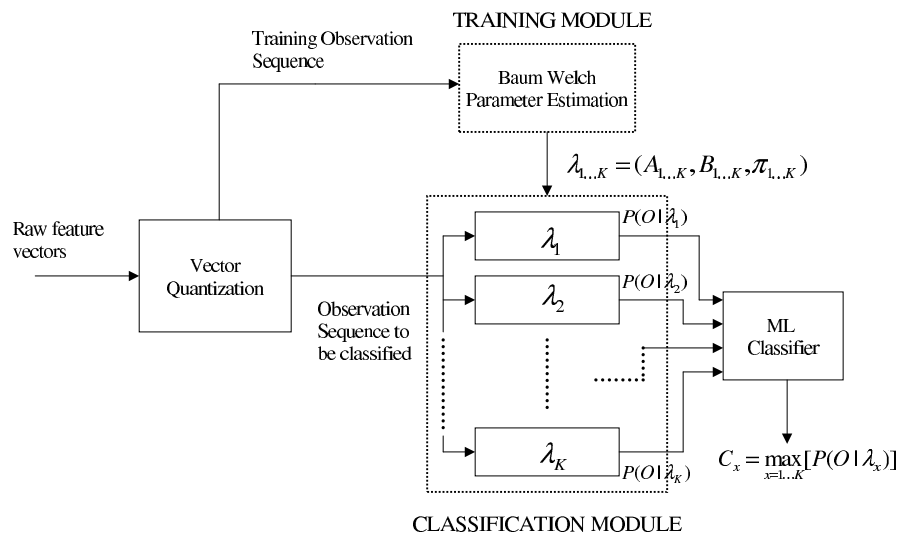 TRAINING MODULE
Training Observation
Sequence
Baum Welch
Parameter Estimation
λ1…K = (A1…K, B1…K, π1…K)
Raw feature
vectors
Vector
Quantization
Observation
Sequence to
be classified
λ1
P(O | λ1)
λ2
P(O | λ2)
λK
P(O | λK)
ML
Classifier
Cx = max[P(O | λx)]
x=1…K
CLASSIFICATION MODULE